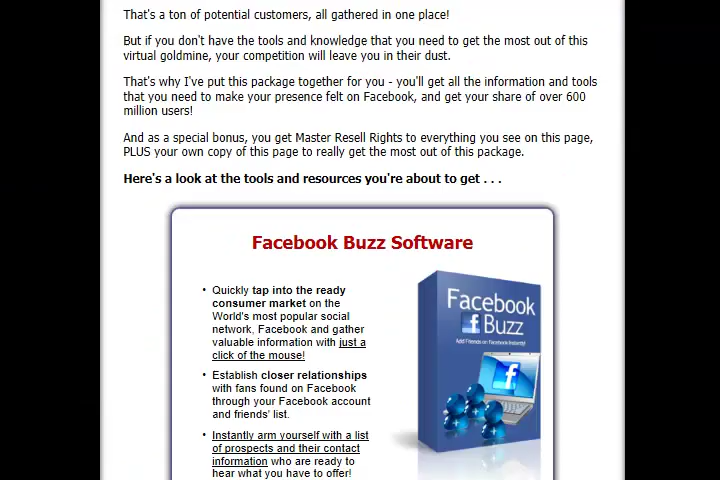 That's a ton of potential customers, all gathered in one place!
But if you don't have the tools and knowledge that you need to get the most out of this
virtual goldmine, your competition will leave you in their dust.
That's why I've put this package together for you - you'll get all the information and tools
that you need to make your presence felt on Facebook, and get your share of over 600
million users!
And as a special bonus, you get Master Resell Rights to everything you see on this page,
PLUS your own copy of this page to really get the most out of this package.
Here's a look at the tools and resources you're about to get . . .
Facebook Buzz Software
• Quickly tap into the ready
consumer market on the
World's most popular social
network, Facebook and gather
valuable information with just a
click of the mouse!
• Establish closer relationships
with fans found on Facebook
through your Facebook account
and friends' list.
• Instantly arm yourself with a list
of prospects and their contact
information who are ready to
hear what you have to offer!
Facebook
f Buzz
Add Friends on Facebook Instantly!
f